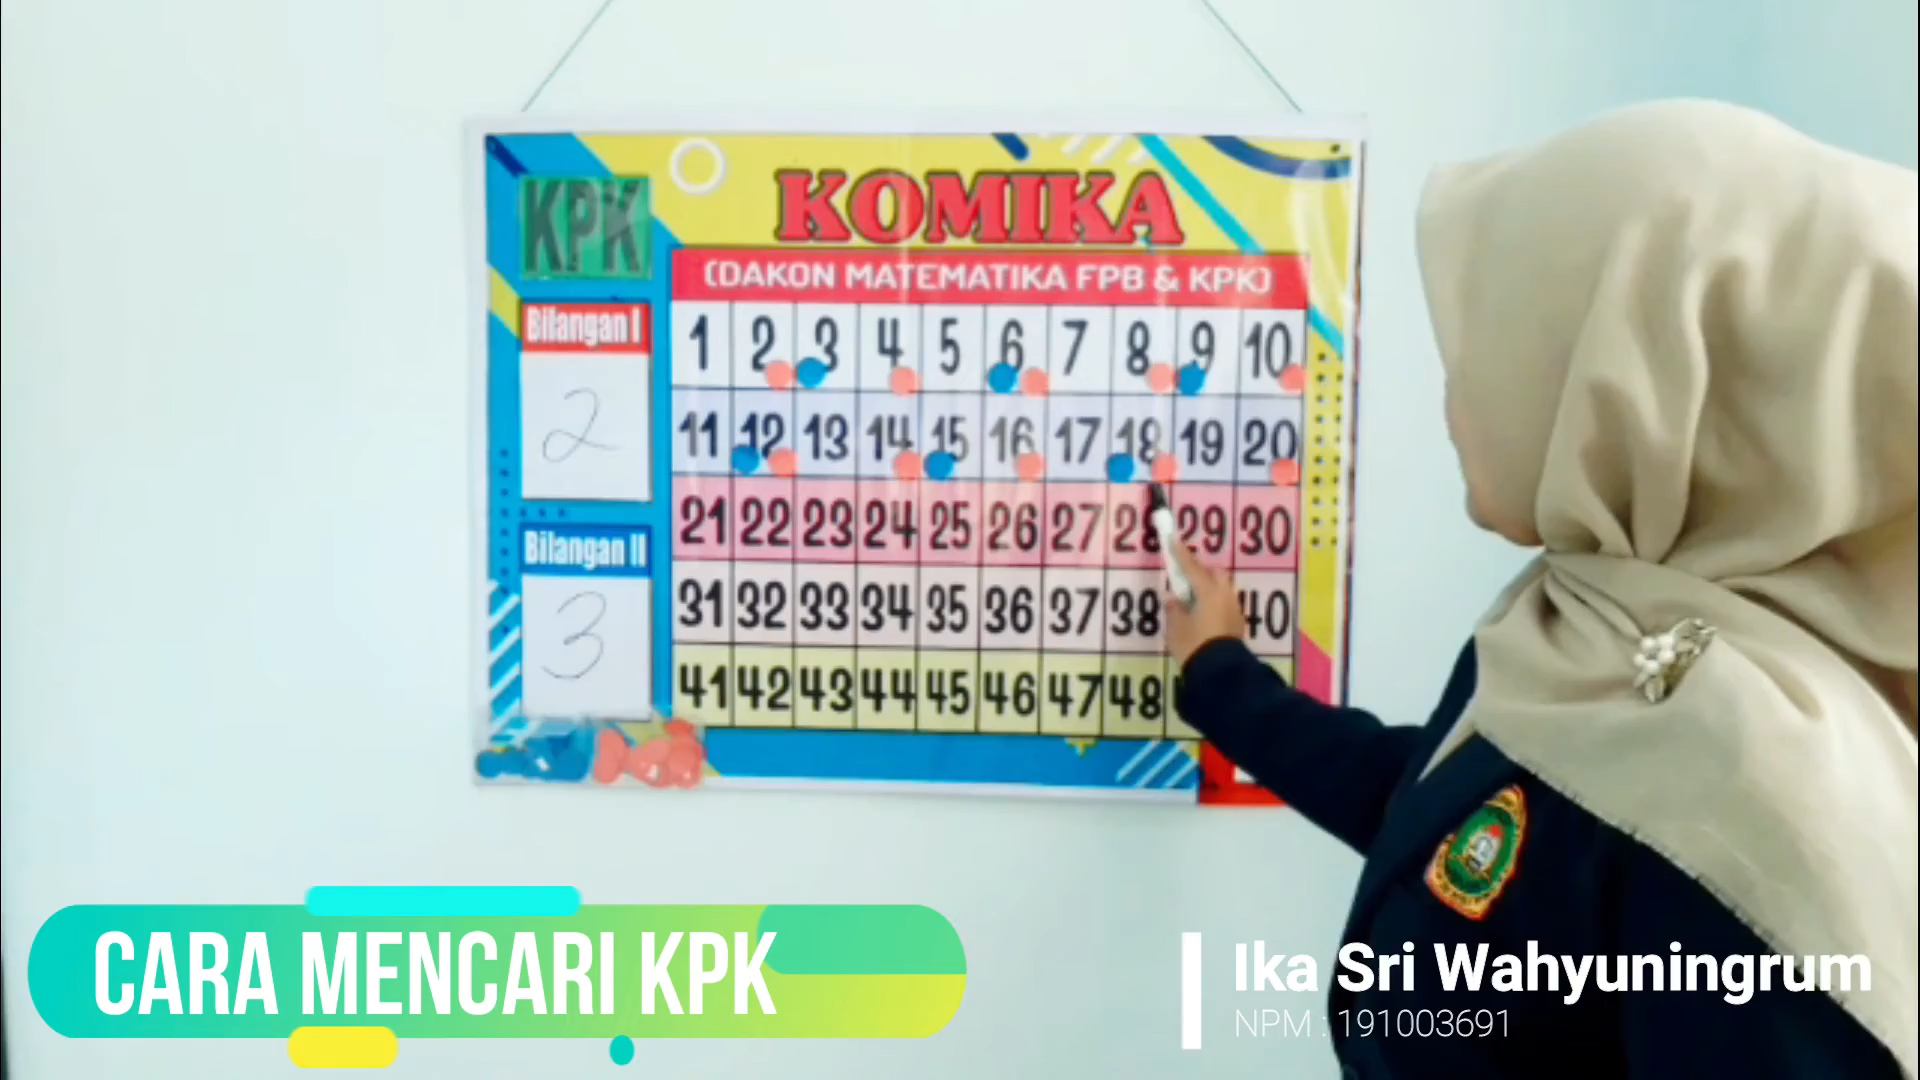 KOMIKA
KPK
(DAKON MATEMATIKA FPB & KPK)
Bilangan I
2
Bilangan II
3
1 2 3 4 5 6 7 8 9 10
11 12 13 14 15 16 17 18 19 20
21 22 23 24 25 26 27 28 29 30
31 32 33 34 35 36 37 38 40
41 42 43 44 45 46 47 48
CARA MENCARI KPK
Ika Sri Wahyuningrum
NPM : 191003691